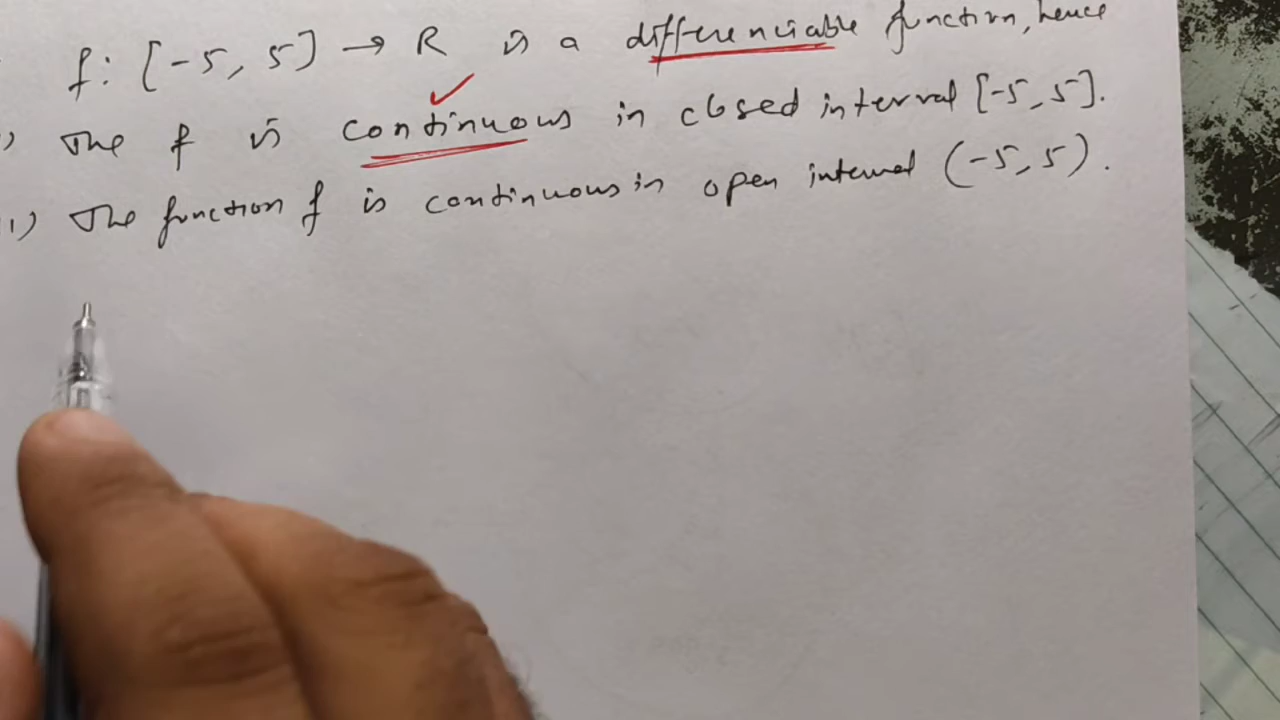 f: [-5, 5] → R is a differenciable function, hence
) The f is continuous in closed interval [-5, 5].
1) The function f is continuous in open interval (-5, 5).